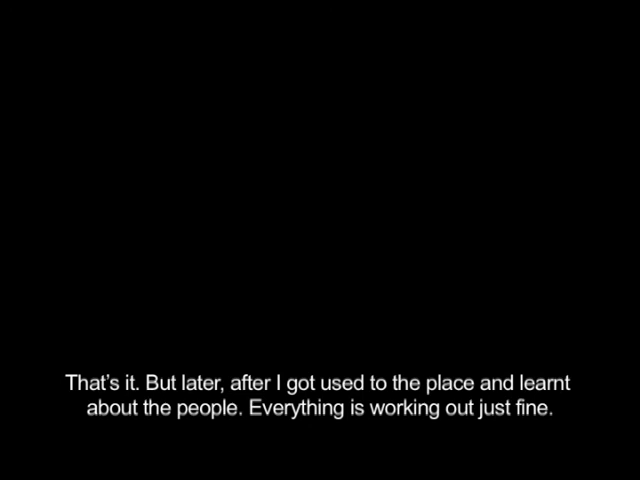 That's it. But later, after I got used to the place and learnt
about the people. Everything is working out just fine.